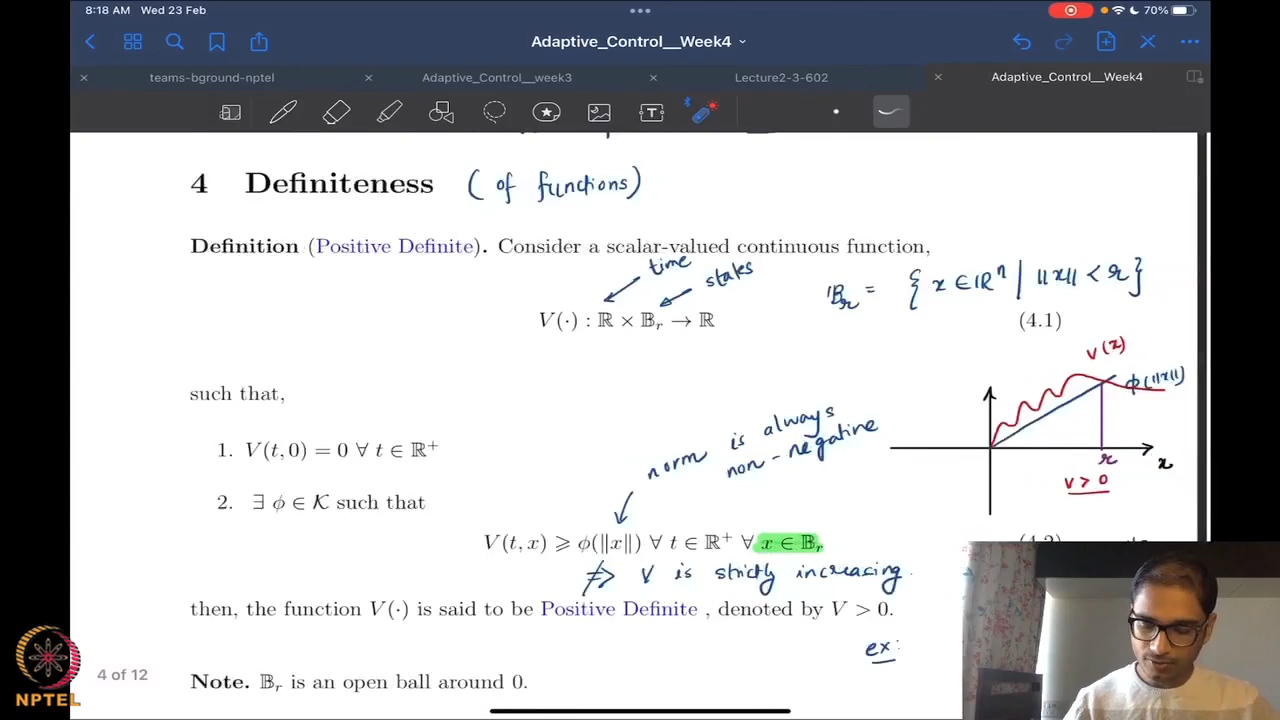 8:18 AM Wed 23 Feb
70%
Adaptive_Control__Week4
teams-bground-nptel
Adaptive_Control__week3
Lecture2-3-602
Adaptive_Control__Week4
4 Definiteness (of functions)
Definition (Positive Definite). Consider a scalar-valued continuous function,
time
states
𝔹r = { x ∈ ℝⁿ | ||x|| < r }
V(·) : ℝ × 𝔹r → ℝ (4.1)
V(x)
φ(||x||)
such that,
norm is always
non-negative
1. V(t, 0) = 0 ∀ t ∈ ℝ⁺
r
x
V > 0
2. ∃ φ ∈ 𝒦 such that
V(t, x) ⩾ φ(∥x∥) ∀ t ∈ ℝ⁺ ∀ x ∈ 𝔹r
⇏ V is strictly increasing.
then, the function V(·) is said to be Positive Definite , denoted by V > 0.
ex:
Note. 𝔹r is an open ball around 0.
4 of 12
NPTEL